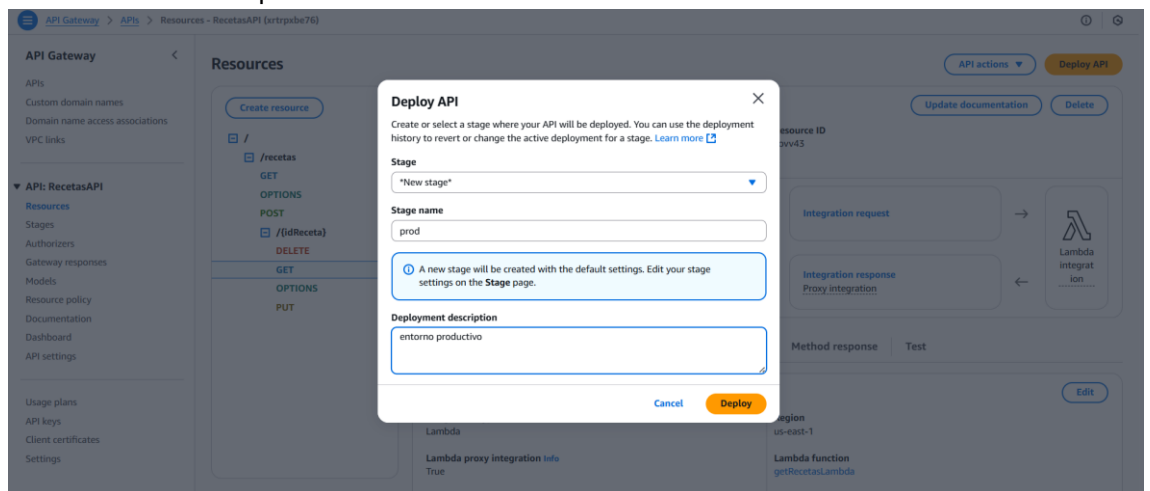 API Gateway > APIs > Resources - RecetasAPI (xrtrpxbe76)
API Gateway
APIs
Custom domain names
Domain name access associations
VPC links
API: RecetasAPI
Resources
Stages
Authorizers
Gateway responses
Models
Resource policy
Documentation
Dashboard
API settings
Usage plans
API keys
Client certificates
Settings
Resources
API actions
Deploy API
Create resource
/
/recetas
GET
OPTIONS
POST
/{idReceta}
DELETE
GET
OPTIONS
PUT
Update documentation
Delete
Deploy API
Create or select a stage where your API will be deployed. You can use the deployment
history to revert or change the active deployment for a stage. Learn more
Stage
*New stage*
Stage name
prod
A new stage will be created with the default settings. Edit your stage
settings on the Stage page.
Deployment description
entorno productivo
Cancel
Deploy
Integration request
Integration response
Proxy integration
Lambda
integrat
ion
Method response
Test
Edit
Lambda
us-east-1
Lambda proxy integration Info
True
Lambda function
getRecetasLambda